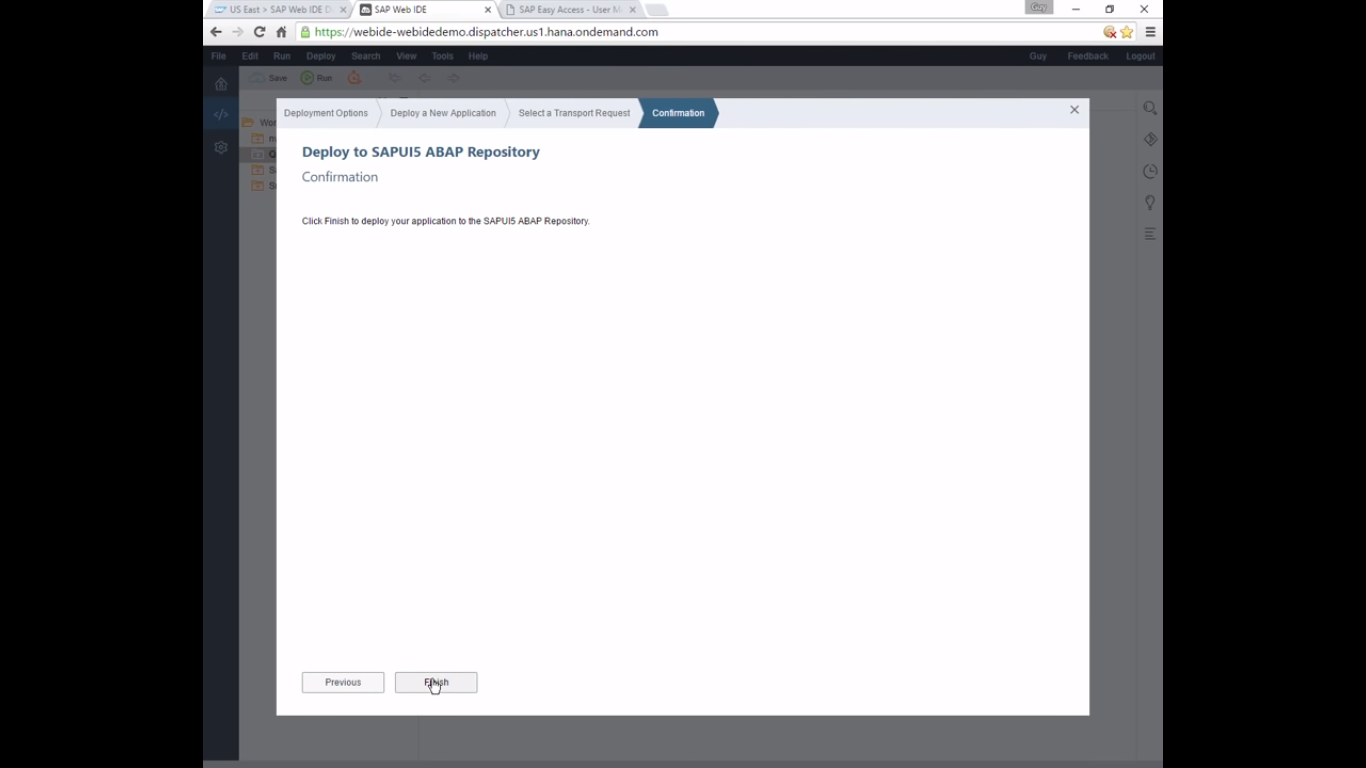 US East > SAP Web IDE D
SAP Web IDE
SAP Easy Access - User M
Guy
https://webide-webidedemo.dispatcher.us1.hana.ondemand.com
File Edit Run Deploy Search View Tools Help Guy Feedback Logout
Save Run
Deployment Options Deploy a New Application Select a Transport Request Confirmation
Wor
Deploy to SAPUI5 ABAP Repository
Confirmation
Click Finish to deploy your application to the SAPUI5 ABAP Repository.
Previous Finish